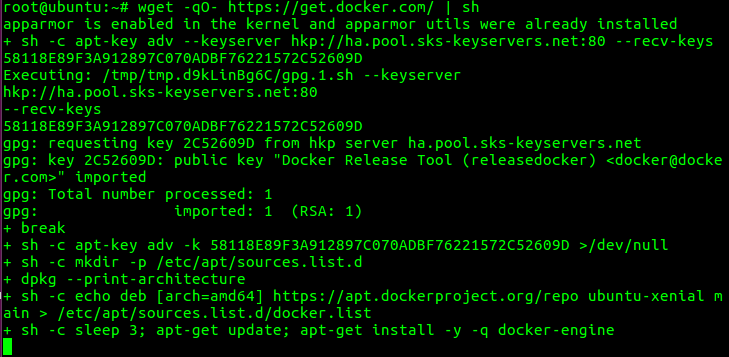 root@ubuntu:~# wget -qO- https://get.docker.com/ | sh
apparmor is enabled in the kernel and apparmor utils were already installed
+ sh -c apt-key adv --keyserver hkp://ha.pool.sks-keyservers.net:80 --recv-keys
58118E89F3A912897C070ADBF76221572C52609D
Executing: /tmp/tmp.d9kLinBg6C/gpg.1.sh --keyserver
hkp://ha.pool.sks-keyservers.net:80
--recv-keys
58118E89F3A912897C070ADBF76221572C52609D
gpg: requesting key 2C52609D from hkp server ha.pool.sks-keyservers.net
gpg: key 2C52609D: public key "Docker Release Tool (releasedocker) <docker@docke
r.com>" imported
gpg: Total number processed: 1
gpg:               imported: 1  (RSA: 1)
+ break
+ sh -c apt-key adv -k 58118E89F3A912897C070ADBF76221572C52609D >/dev/null
+ sh -c mkdir -p /etc/apt/sources.list.d
+ dpkg --print-architecture
+ sh -c echo deb [arch=amd64] https://apt.dockerproject.org/repo ubuntu-xenial m
ain > /etc/apt/sources.list.d/docker.list
+ sh -c sleep 3; apt-get update; apt-get install -y -q docker-engine